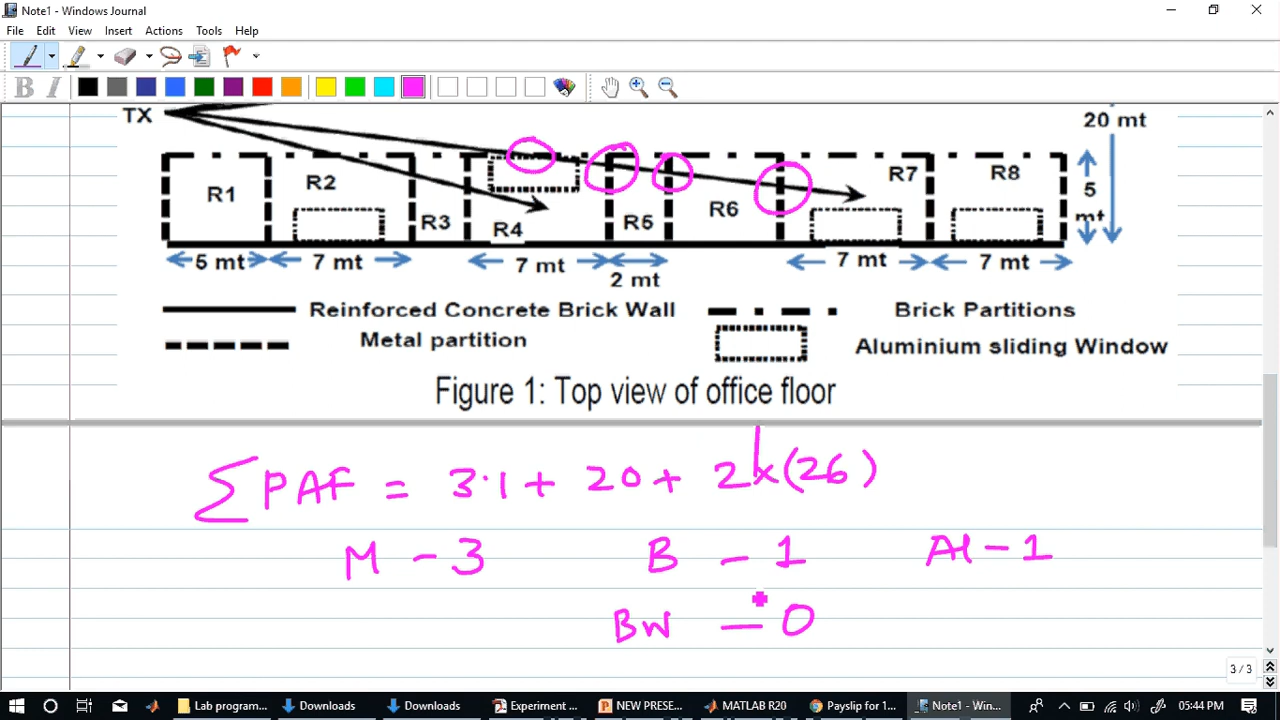 Note1 - Windows Journal
File Edit View Insert Actions Tools Help
B I
TX
20 mt
R1 R2 R3 R4 R5 R6 R7 R8
5
mt
5 mt 7 mt 7 mt 2 mt 7 mt 7 mt
Reinforced Concrete Brick Wall Brick Partitions
Metal partition Aluminium sliding Window
Figure 1: Top view of office floor
∑ PAF = 3.1 + 20 + 2 x (26)
M - 3 B - 1 Al - 1
BW - 0
3 / 3
Lab program... Downloads Downloads Experiment ... NEW PRESE... MATLAB R20 Payslip for 1... Note1 - Win... 05:44 PM